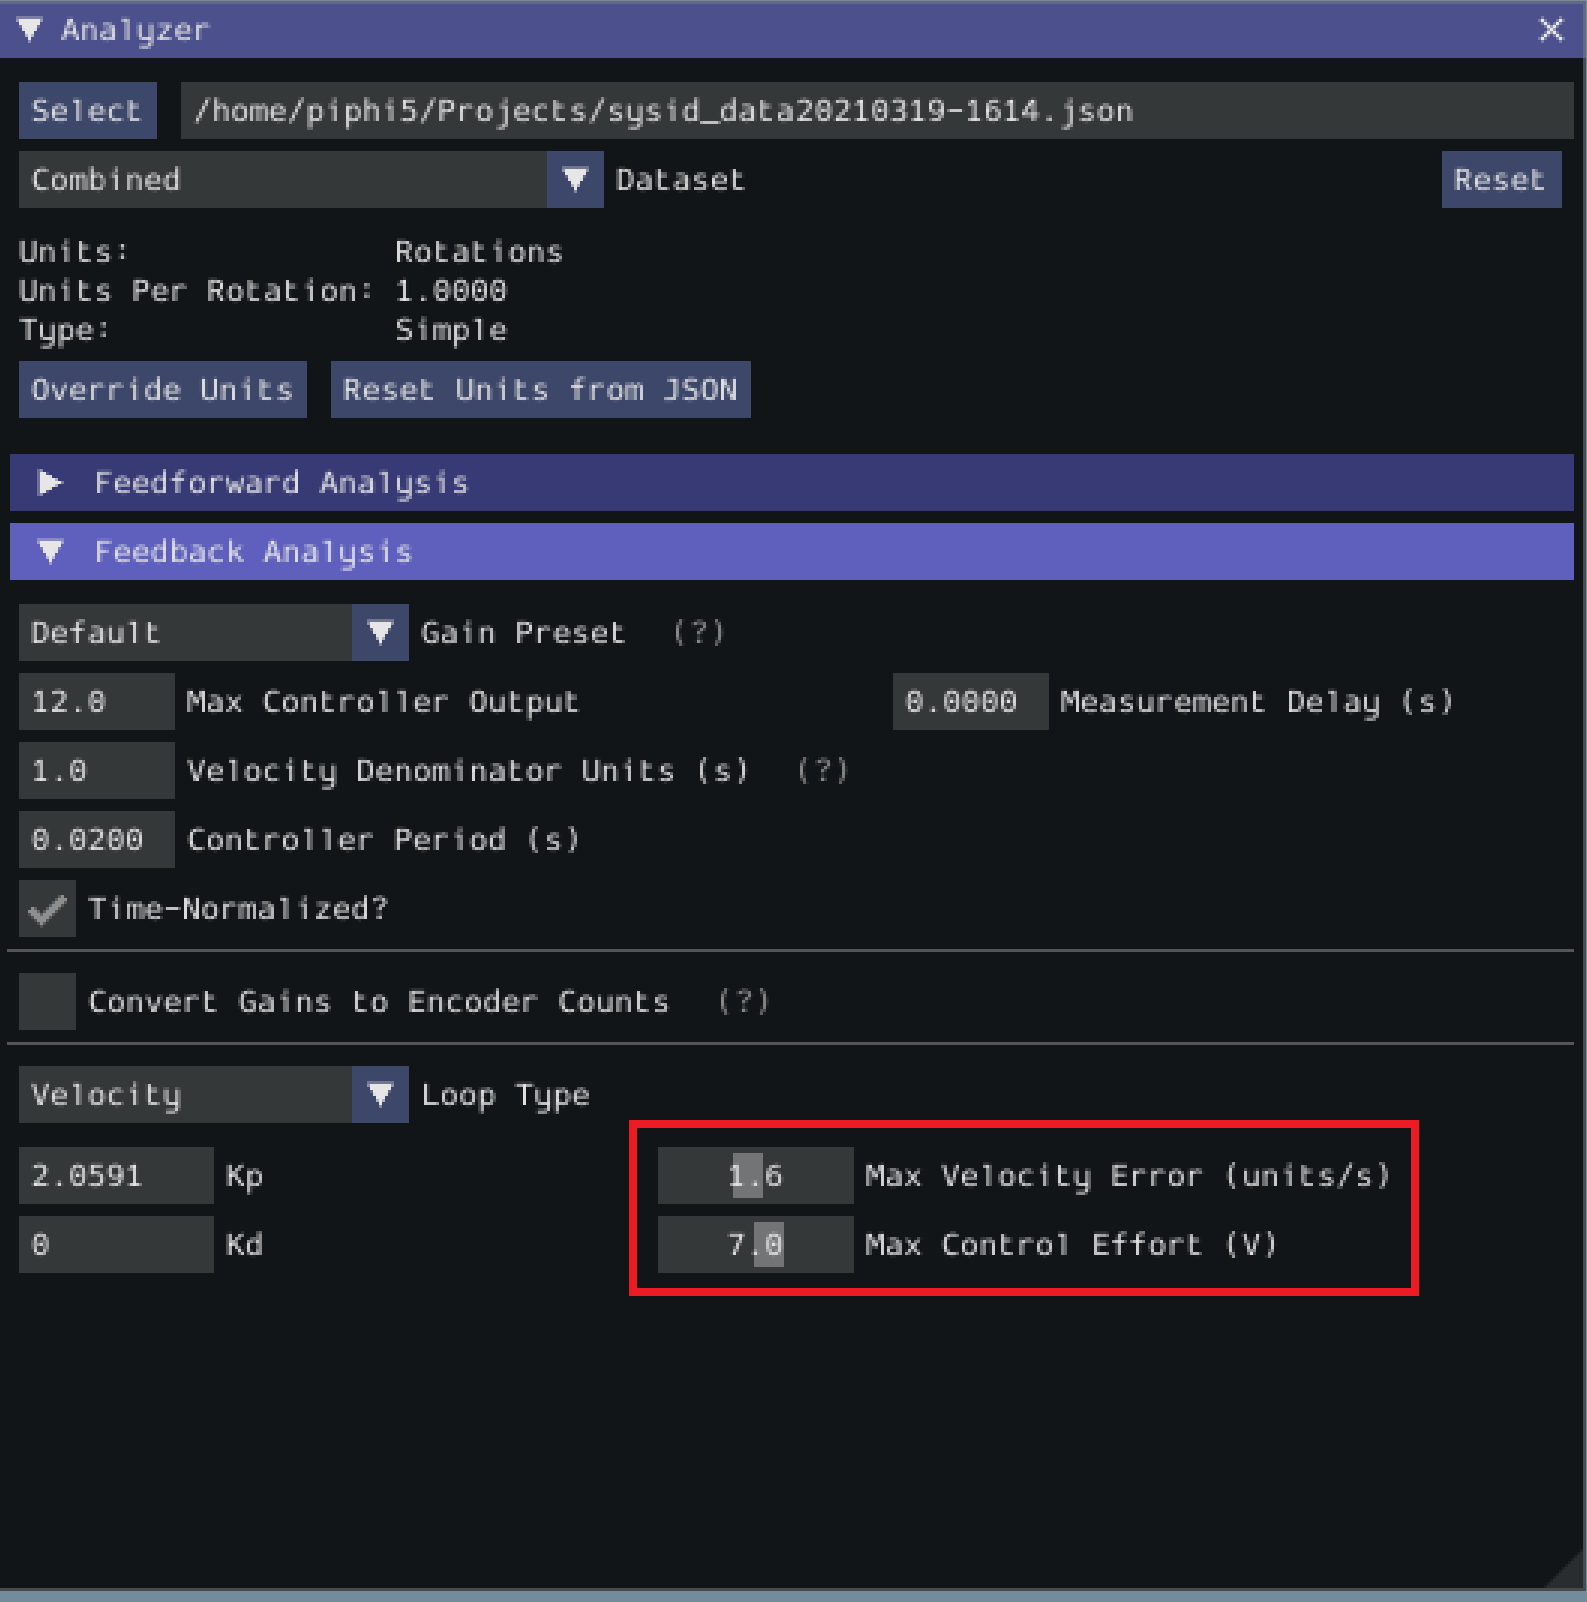 Analyzer
Select /home/piphi5/Projects/sysid_data20210319-1614.json
Combined Dataset Reset
Units: Rotations
Units Per Rotation: 1.0000
Type: Simple
Override Units Reset Units from JSON
Feedforward Analysis
Feedback Analysis
Default Gain Preset (?)
12.0 Max Controller Output 0.0000 Measurement Delay (s)
1.0 Velocity Denominator Units (s) (?)
0.0200 Controller Period (s)
Time-Normalized?
Convert Gains to Encoder Counts (?)
Velocity Loop Type
2.0591 Kp 1.6 Max Velocity Error (units/s)
0 Kd 7.0 Max Control Effort (V)